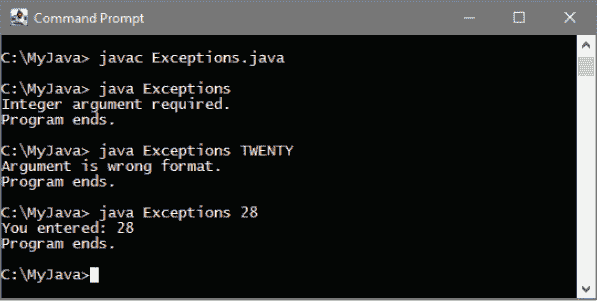 Command Prompt
C:\MyJava> javac Exceptions.java
C:\MyJava> java Exceptions
Integer argument required.
Program ends.
C:\MyJava> java Exceptions TWENTY
Argument is wrong format.
Program ends.
C:\MyJava> java Exceptions 28
You entered: 28
Program ends.
C:\MyJava>